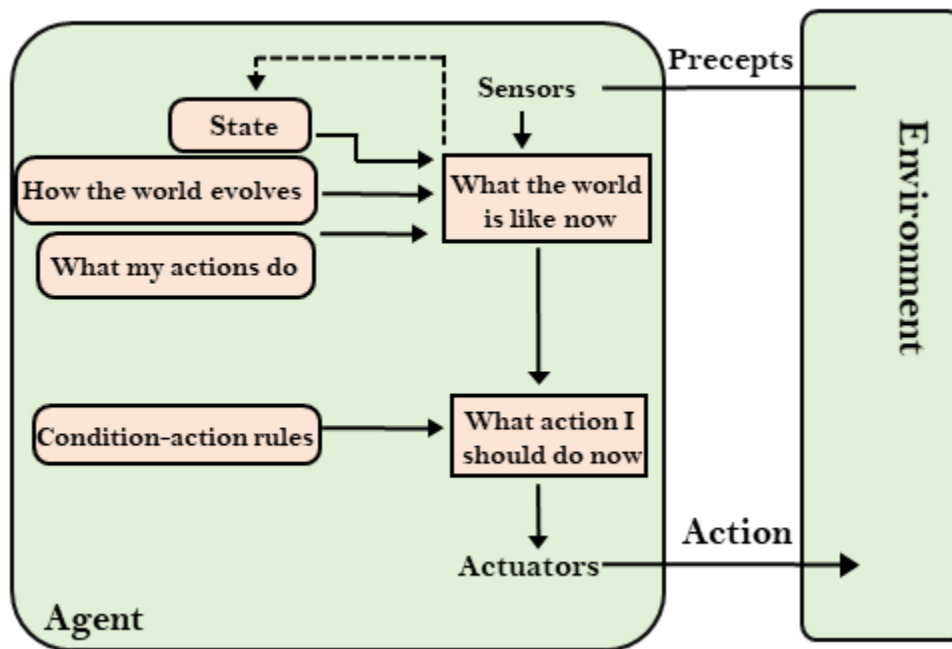 Precepts
Sensors
State
How the world evolves
What the world
is like now
What my actions do
Environment
Condition-action rules
What action I
should do now
Action
Actuators
Agent